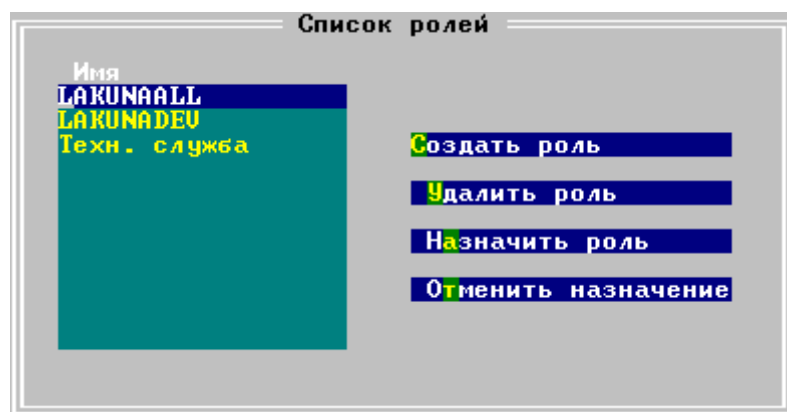 Список ролей
Имя
LAKUNAALL
LAKUNADEV
Техн. служба
Создать роль
Удалить роль
Назначить роль
Отменить назначение